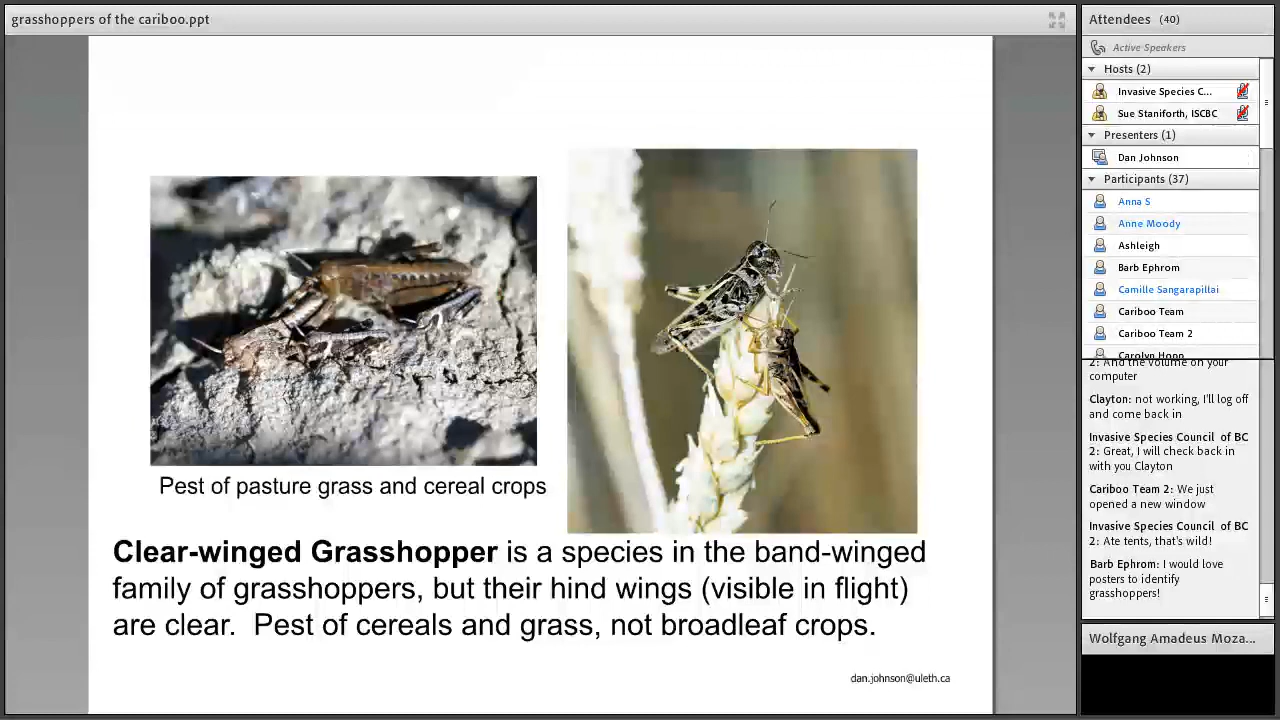 grasshoppers of the cariboo.ppt
Pest of pasture grass and cereal crops
Clear-winged Grasshopper is a species in the band-winged
family of grasshoppers, but their hind wings (visible in flight)
are clear.  Pest of cereals and grass, not broadleaf crops.
dan.johnson@uleth.ca
Attendees (40)
Active Speakers
Hosts (2)
Invasive Species C...
Sue Staniforth, ISCBC
Presenters (1)
Dan Johnson
Participants (37)
Anna S
Anne Moody
Ashleigh
Barb Ephrom
Camille Sangarapillai
Cariboo Team
Cariboo Team 2
Carolyn Hopp
2: And the volume on your
computer
Clayton: not working, I'll log off
and come back in
Invasive Species Council of BC
2: Great, I will check back in
with you Clayton
Cariboo Team 2: We just
opened a new window
Invasive Species Council of BC
2: Ate tents, that's wild!
Barb Ephrom: I would love
posters to identify
grasshoppers!
Wolfgang Amadeus Moza...